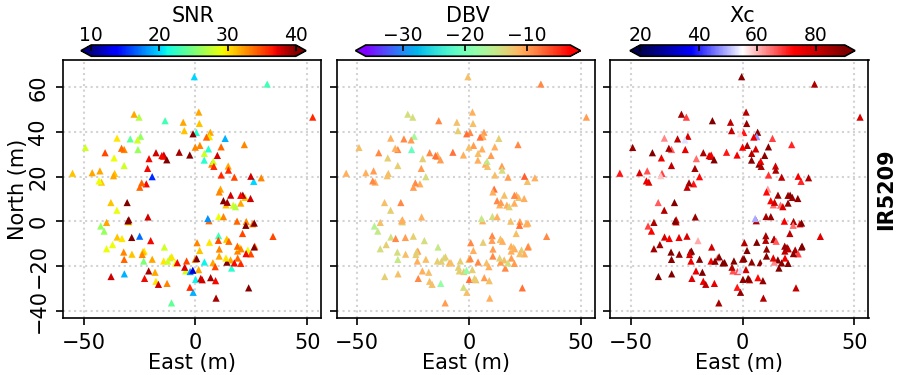 SNR DBV Xc
10 20 30 40 −30 −20 −10 20 40 60 80
60
40
20
0
−20
−40
North (m)
−50 0 50 −50 0 50 −50 0 50
East (m) East (m) East (m)
IR5209